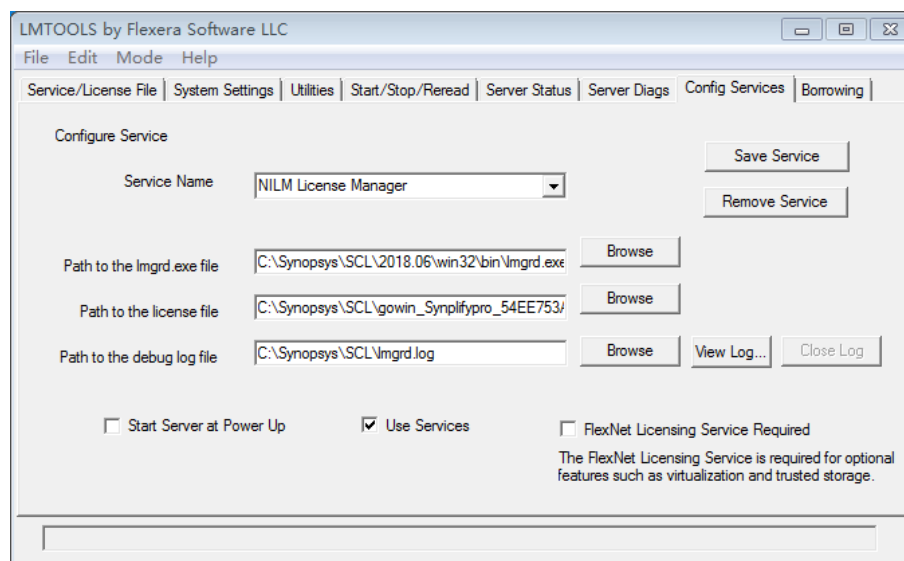 LMTOOLS by Flexera Software LLC
File Edit Mode Help
Service/License File System Settings Utilities Start/Stop/Reread Server Status Server Diags Config Services Borrowing
Configure Service
Save Service
Service Name NILM License Manager
Remove Service
Path to the lmgrd.exe file C:\Synopsys\SCL\2018.06\win32\bin\lmgrd.exe Browse
Path to the license file C:\Synopsys\SCL\gowin_Synplifypro_54EE753A Browse
Path to the debug log file C:\Synopsys\SCL\lmgrd.log Browse View Log... Close Log
Start Server at Power Up Use Services FlexNet Licensing Service Required
The FlexNet Licensing Service is required for optional
features such as virtualization and trusted storage.